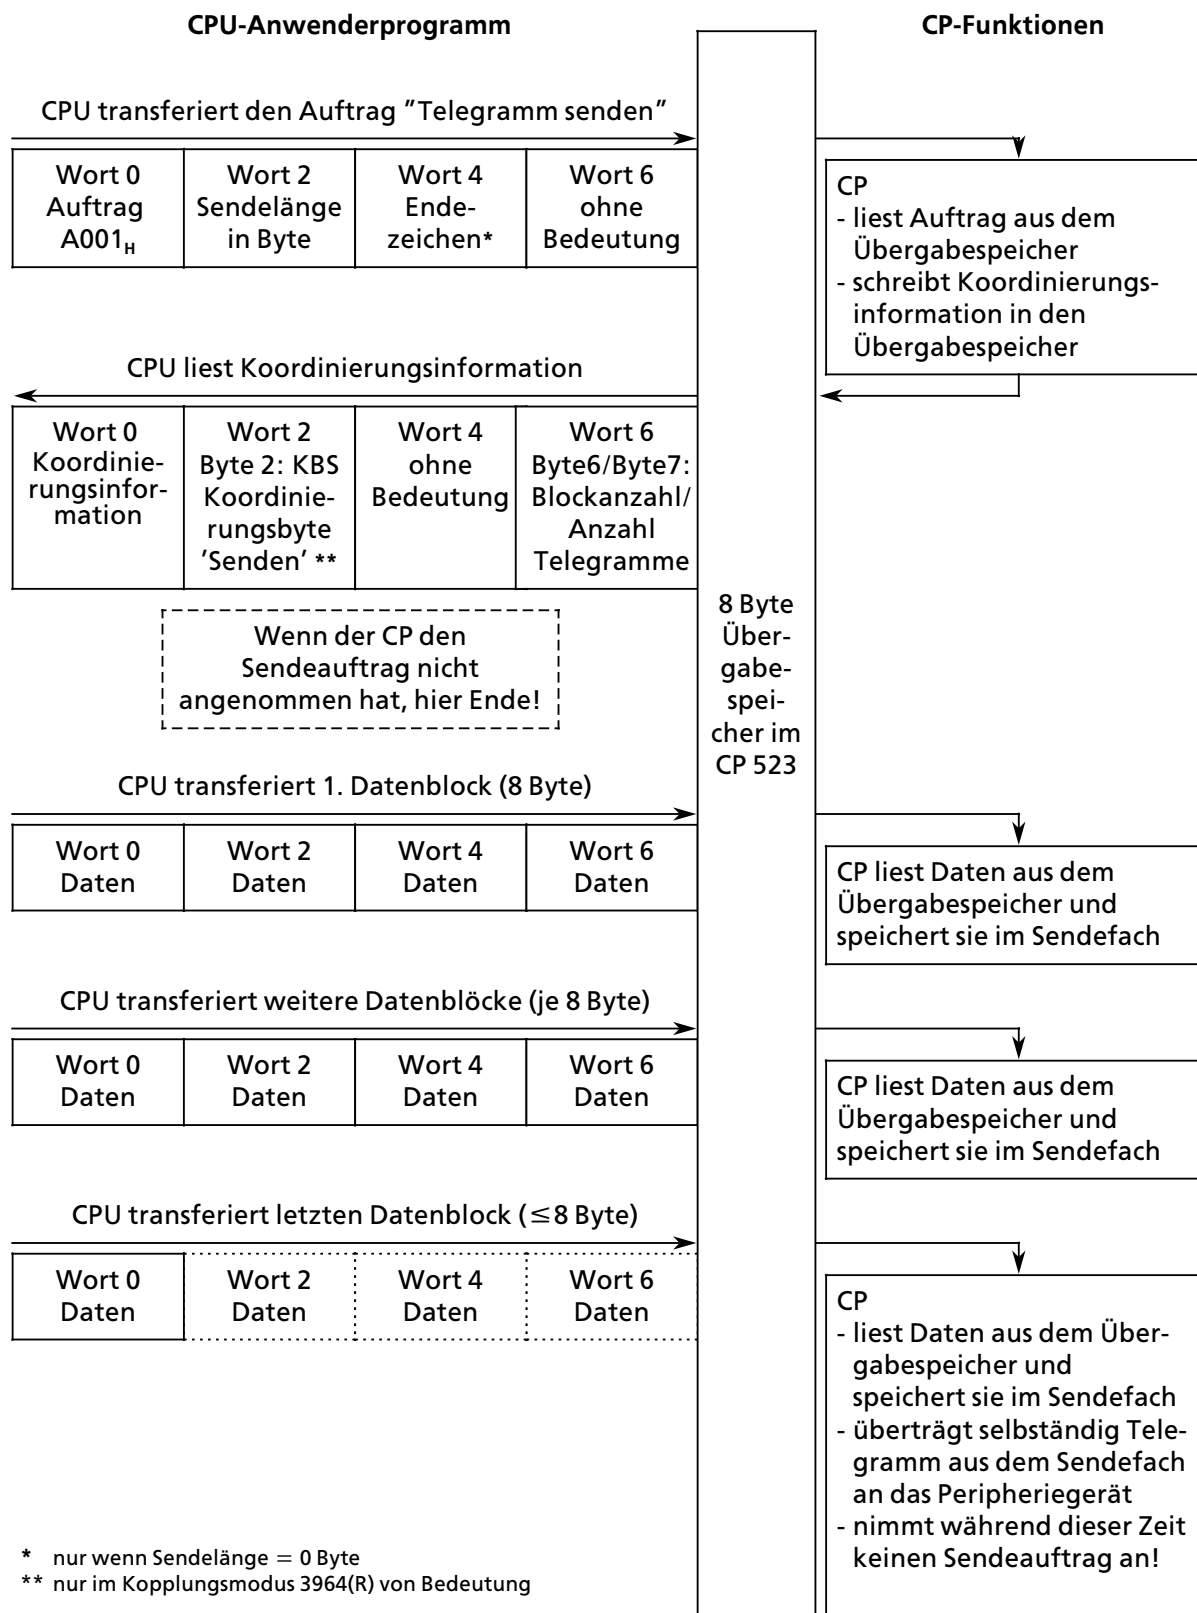 CPU-Anwenderprogramm
CP-Funktionen
CPU transferiert den Auftrag "Telegramm senden"
Wort 0
Auftrag
A001H
Wort 2
Sendelänge
in Byte
Wort 4
Ende-
zeichen*
Wort 6
ohne
Bedeutung
CP
- liest Auftrag aus dem
Übergabespeicher
- schreibt Koordinierungs-
information in den
Übergabespeicher
CPU liest Koordinierungsinformation
Wort 0
Koordinie-
rungsinfor-
mation
Wort 2
Byte 2: KBS
Koordinie-
rungsbyte
'Senden' **
Wort 4
ohne
Bedeutung
Wort 6
Byte6/Byte7:
Blockanzahl/
Anzahl
Telegramme
Wenn der CP den
Sendeauftrag nicht
angenommen hat, hier Ende!
8 Byte
Über-
gabe-
spei-
cher im
CP 523
CPU transferiert 1. Datenblock (8 Byte)
Wort 0
Daten
Wort 2
Daten
Wort 4
Daten
Wort 6
Daten
CP liest Daten aus dem
Übergabespeicher und
speichert sie im Sendefach
CPU transferiert weitere Datenblöcke (je 8 Byte)
Wort 0
Daten
Wort 2
Daten
Wort 4
Daten
Wort 6
Daten
CP liest Daten aus dem
Übergabespeicher und
speichert sie im Sendefach
CPU transferiert letzten Datenblock (≤8 Byte)
Wort 0
Daten
Wort 2
Daten
Wort 4
Daten
Wort 6
Daten
CP
- liest Daten aus dem Über-
gabespeicher und
speichert sie im Sendefach
- überträgt selbständig Tele-
gramm aus dem Sendefach
an das Peripheriegerät
- nimmt während dieser Zeit
keinen Sendeauftrag an!
* nur wenn Sendelänge = 0 Byte
** nur im Kopplungsmodus 3964(R) von Bedeutung